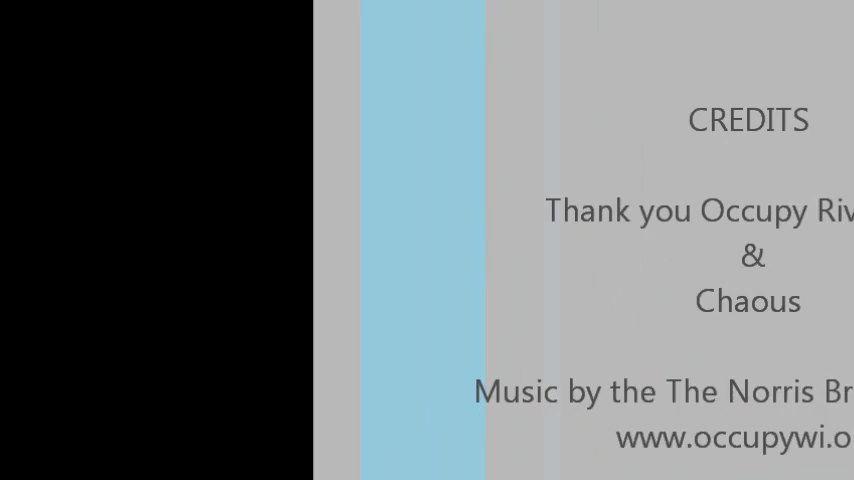 CREDITS
Thank you Occupy Riv
&
Chaous
Music by the The Norris Br
www.occupywi.o